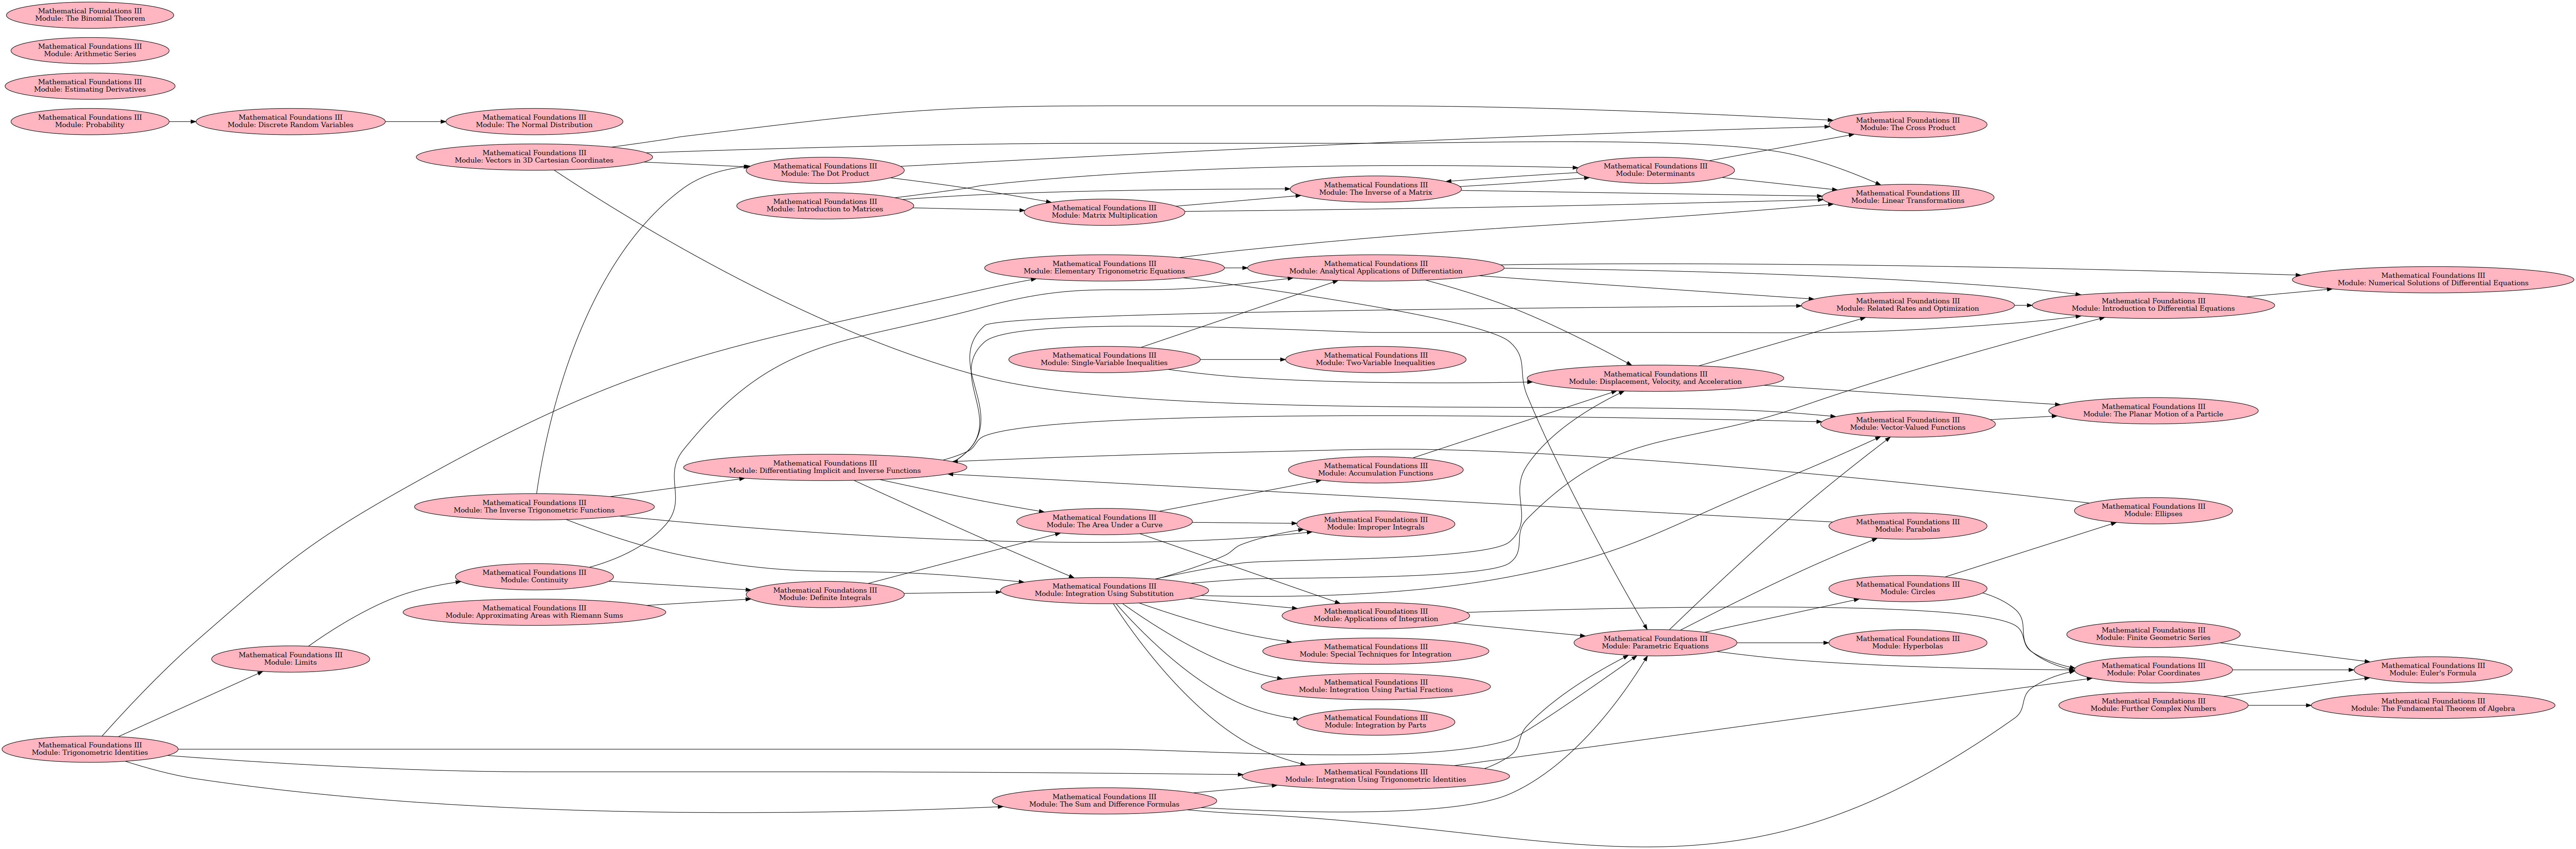 Mathematical Foundations III
Module: The Binomial Theorem
Mathematical Foundations III
Module: Arithmetic Series
Mathematical Foundations III
Module: Estimating Derivatives
Mathematical Foundations III
Module: Probability
Mathematical Foundations III
Module: Discrete Random Variables
Mathematical Foundations III
Module: The Normal Distribution
Mathematical Foundations III
Module: The Cross Product
Mathematical Foundations III
Module: Vectors in 3D Cartesian Coordinates
Mathematical Foundations III
Module: The Dot Product
Mathematical Foundations III
Module: Determinants
Mathematical Foundations III
Module: The Inverse of a Matrix
Mathematical Foundations III
Module: Linear Transformations
Mathematical Foundations III
Module: Introduction to Matrices
Mathematical Foundations III
Module: Matrix Multiplication
Mathematical Foundations III
Module: Elementary Trigonometric Equations
Mathematical Foundations III
Module: Analytical Applications of Differentiation
Mathematical Foundations III
Module: Numerical Solutions of Differential Equations
Mathematical Foundations III
Module: Related Rates and Optimization
Mathematical Foundations III
Module: Introduction to Differential Equations
Mathematical Foundations III
Module: Single-Variable Inequalities
Mathematical Foundations III
Module: Two-Variable Inequalities
Mathematical Foundations III
Module: Displacement, Velocity, and Acceleration
Mathematical Foundations III
Module: The Planar Motion of a Particle
Mathematical Foundations III
Module: Vector-Valued Functions
Mathematical Foundations III
Module: Differentiating Implicit and Inverse Functions
Mathematical Foundations III
Module: Accumulation Functions
Mathematical Foundations III
Module: The Inverse Trigonometric Functions
Mathematical Foundations III
Module: Ellipses
Mathematical Foundations III
Module: The Area Under a Curve
Mathematical Foundations III
Module: Improper Integrals
Mathematical Foundations III
Module: Parabolas
Mathematical Foundations III
Module: Continuity
Mathematical Foundations III
Module: Definite Integrals
Mathematical Foundations III
Module: Integration Using Substitution
Mathematical Foundations III
Module: Circles
Mathematical Foundations III
Module: Approximating Areas with Riemann Sums
Mathematical Foundations III
Module: Applications of Integration
Mathematical Foundations III
Module: Finite Geometric Series
Mathematical Foundations III
Module: Parametric Equations
Mathematical Foundations III
Module: Hyperbolas
Mathematical Foundations III
Module: Special Techniques for Integration
Mathematical Foundations III
Module: Limits
Mathematical Foundations III
Module: Polar Coordinates
Mathematical Foundations III
Module: Euler's Formula
Mathematical Foundations III
Module: Integration Using Partial Fractions
Mathematical Foundations III
Module: Further Complex Numbers
Mathematical Foundations III
Module: The Fundamental Theorem of Algebra
Mathematical Foundations III
Module: Integration by Parts
Mathematical Foundations III
Module: Trigonometric Identities
Mathematical Foundations III
Module: Integration Using Trigonometric Identities
Mathematical Foundations III
Module: The Sum and Difference Formulas